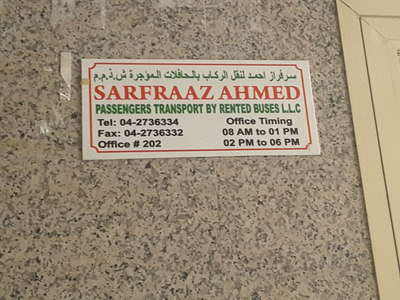 سرفراز احمد لنقل الركاب بالحافلات الموجرة ش.ذ.م.م
SARFRAAZ AHMED
PASSENGERS TRANSPORT BY RENTED BUSES L.L.C
Tel: 04-2736334 Office Timing
Fax: 04-2736332 08 AM to 01 PM
Office # 202 02 PM to 06 PM